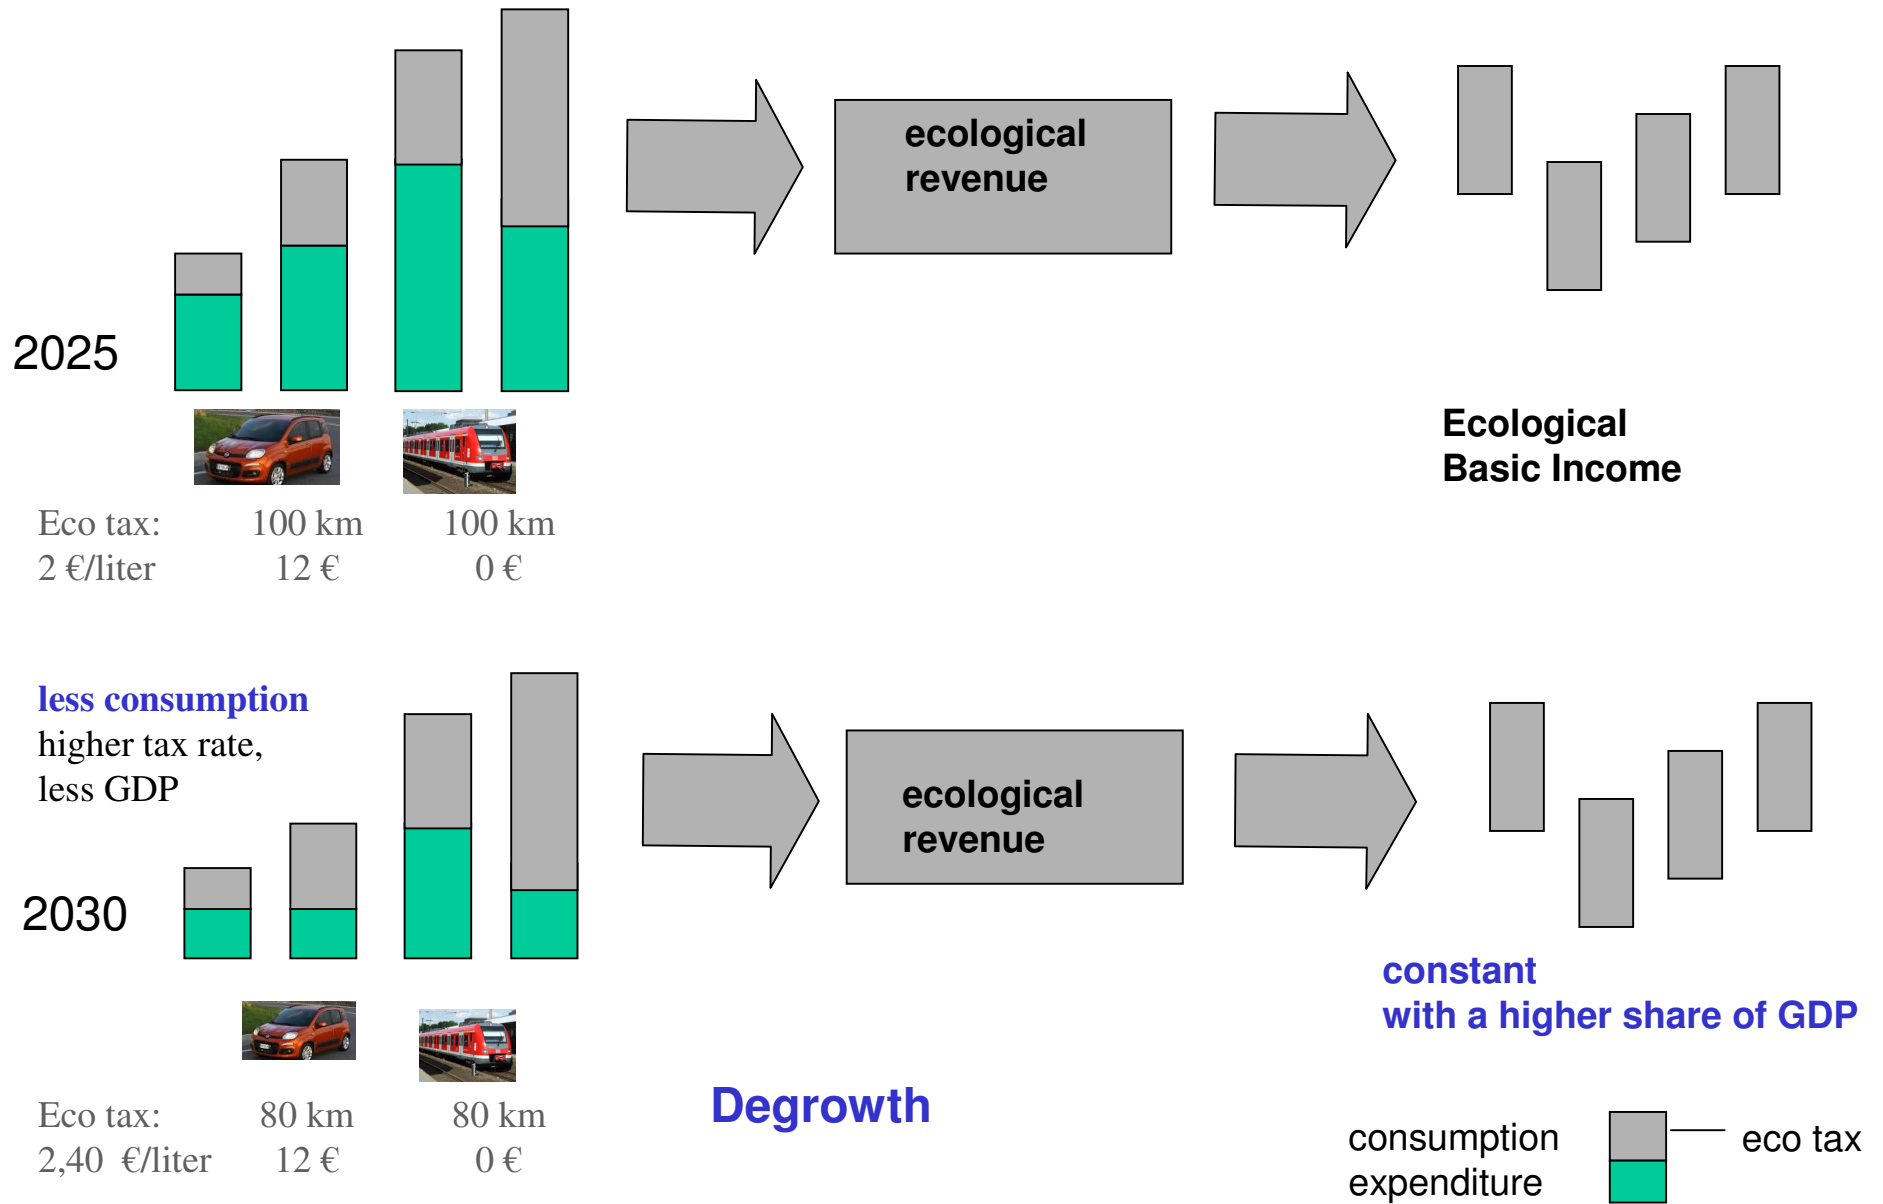 ecological
revenue
2025
Ecological
Basic Income
Eco tax: 100 km 100 km
2 €/liter 12 € 0 €
less consumption
higher tax rate,
less GDP
ecological
revenue
2030
constant
with a higher share of GDP
Degrowth
Eco tax: 80 km 80 km
2,40 €/liter 12 € 0 €
consumption
expenditure
eco tax